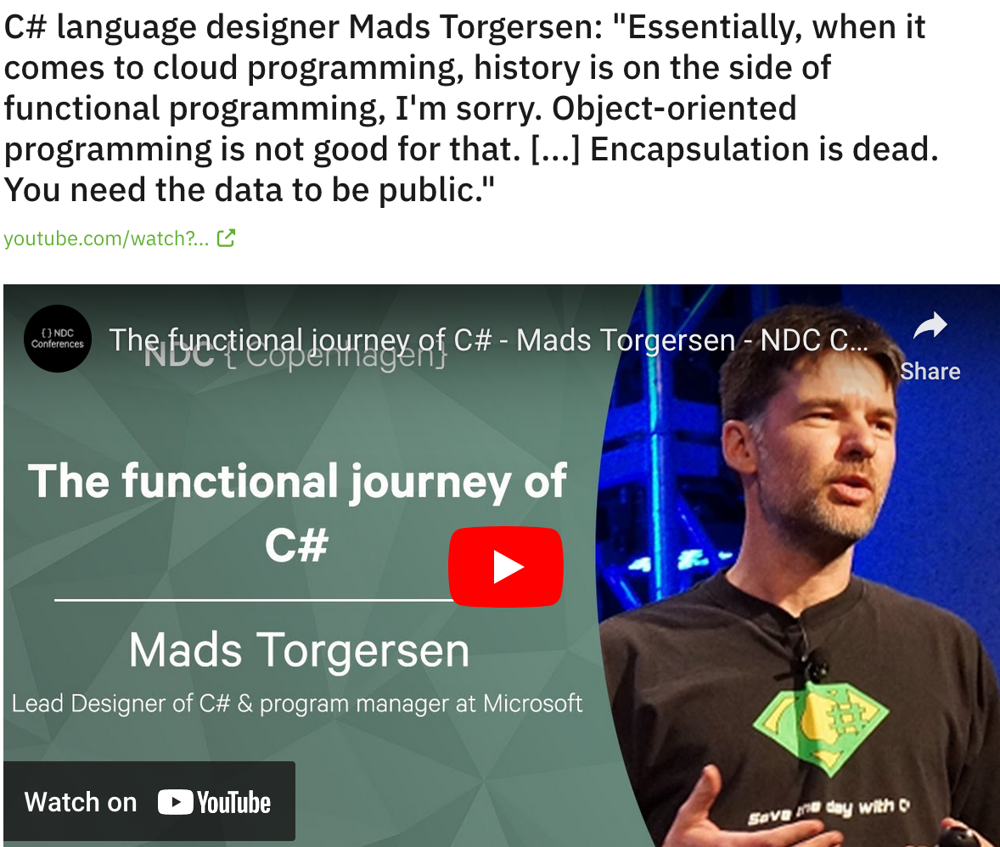 C# language designer Mads Torgersen: "Essentially, when it
comes to cloud programming, history is on the side of
functional programming, I'm sorry. Object-oriented
programming is not good for that. [...] Encapsulation is dead.
You need the data to be public."
youtube.com/watch?...
{ } NDC
Conferences
The functional journey of C# - Mads Torgersen - NDC C...
NDC { Copenhagen}
Share
The functional journey of
C#
Mads Torgersen
Lead Designer of C# & program manager at Microsoft
C#
Save the day with C
Watch on YouTube